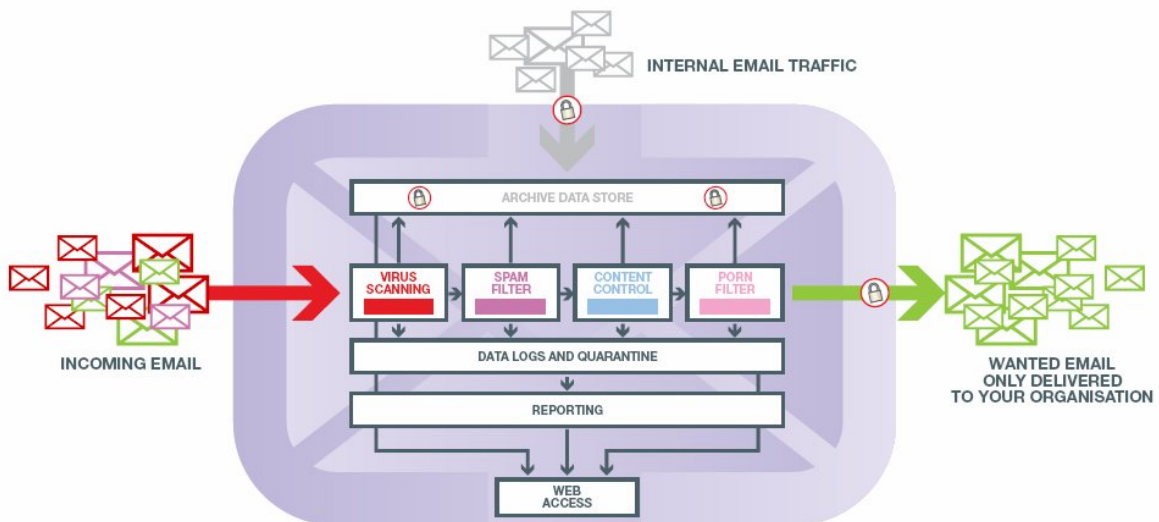 INTERNAL EMAIL TRAFFIC
ARCHIVE DATA STORE
VIRUS
SCANNING
SPAM
FILTER
CONTENT
CONTROL
PORN
FILTER
INCOMING EMAIL
DATA LOGS AND QUARANTINE
WANTED EMAIL
ONLY DELIVERED
TO YOUR ORGANISATION
REPORTING
WEB
ACCESS